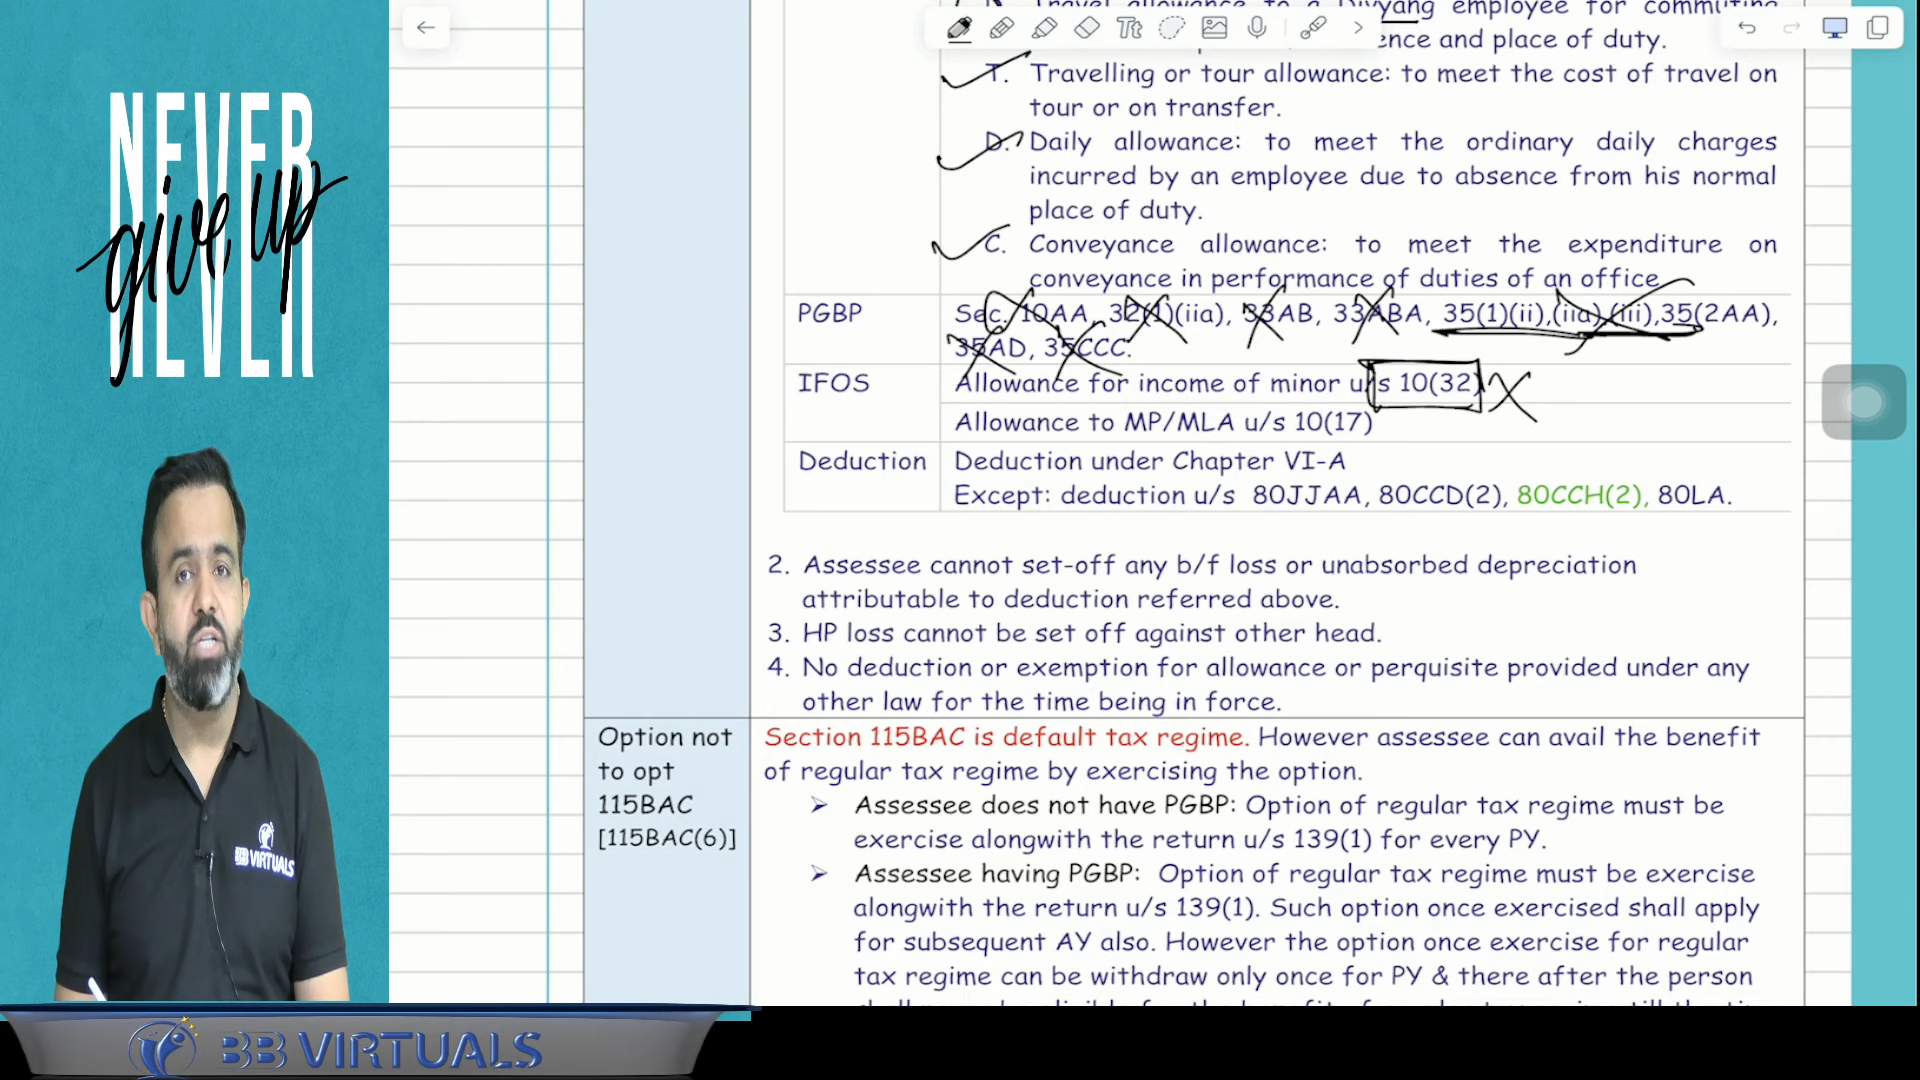 NEVER
give up
NEVER
BB VIRTUALS
D. Travel allowance to a Divyang employee for commuting
ence and place of duty.
T. Travelling or tour allowance: to meet the cost of travel on
tour or on transfer.
D. Daily allowance: to meet the ordinary daily charges
incurred by an employee due to absence from his normal
place of duty.
C. Conveyance allowance: to meet the expenditure on
conveyance in performance of duties of an office
PGBP Sec. 10AA, 32(1)(iia), 33AB, 33ABA, 35(1)(ii),(iia),(iii),35(2AA),
35AD, 35CCC.
IFOS Allowance for income of minor u/s 10(32)
Allowance to MP/MLA u/s 10(17)
Deduction Deduction under Chapter VI-A
Except: deduction u/s 80JJAA, 80CCD(2), 80CCH(2), 80LA.
2. Assessee cannot set-off any b/f loss or unabsorbed depreciation
attributable to deduction referred above.
3. HP loss cannot be set off against other head.
4. No deduction or exemption for allowance or perquisite provided under any
other law for the time being in force.
Option not
to opt
115BAC
[115BAC(6)]
Section 115BAC is default tax regime. However assessee can avail the benefit
of regular tax regime by exercising the option.
➢ Assessee does not have PGBP: Option of regular tax regime must be
exercise alongwith the return u/s 139(1) for every PY.
➢ Assessee having PGBP: Option of regular tax regime must be exercise
alongwith the return u/s 139(1). Such option once exercised shall apply
for subsequent AY also. However the option once exercise for regular
tax regime can be withdraw only once for PY & there after the person
BB VIRTUALS